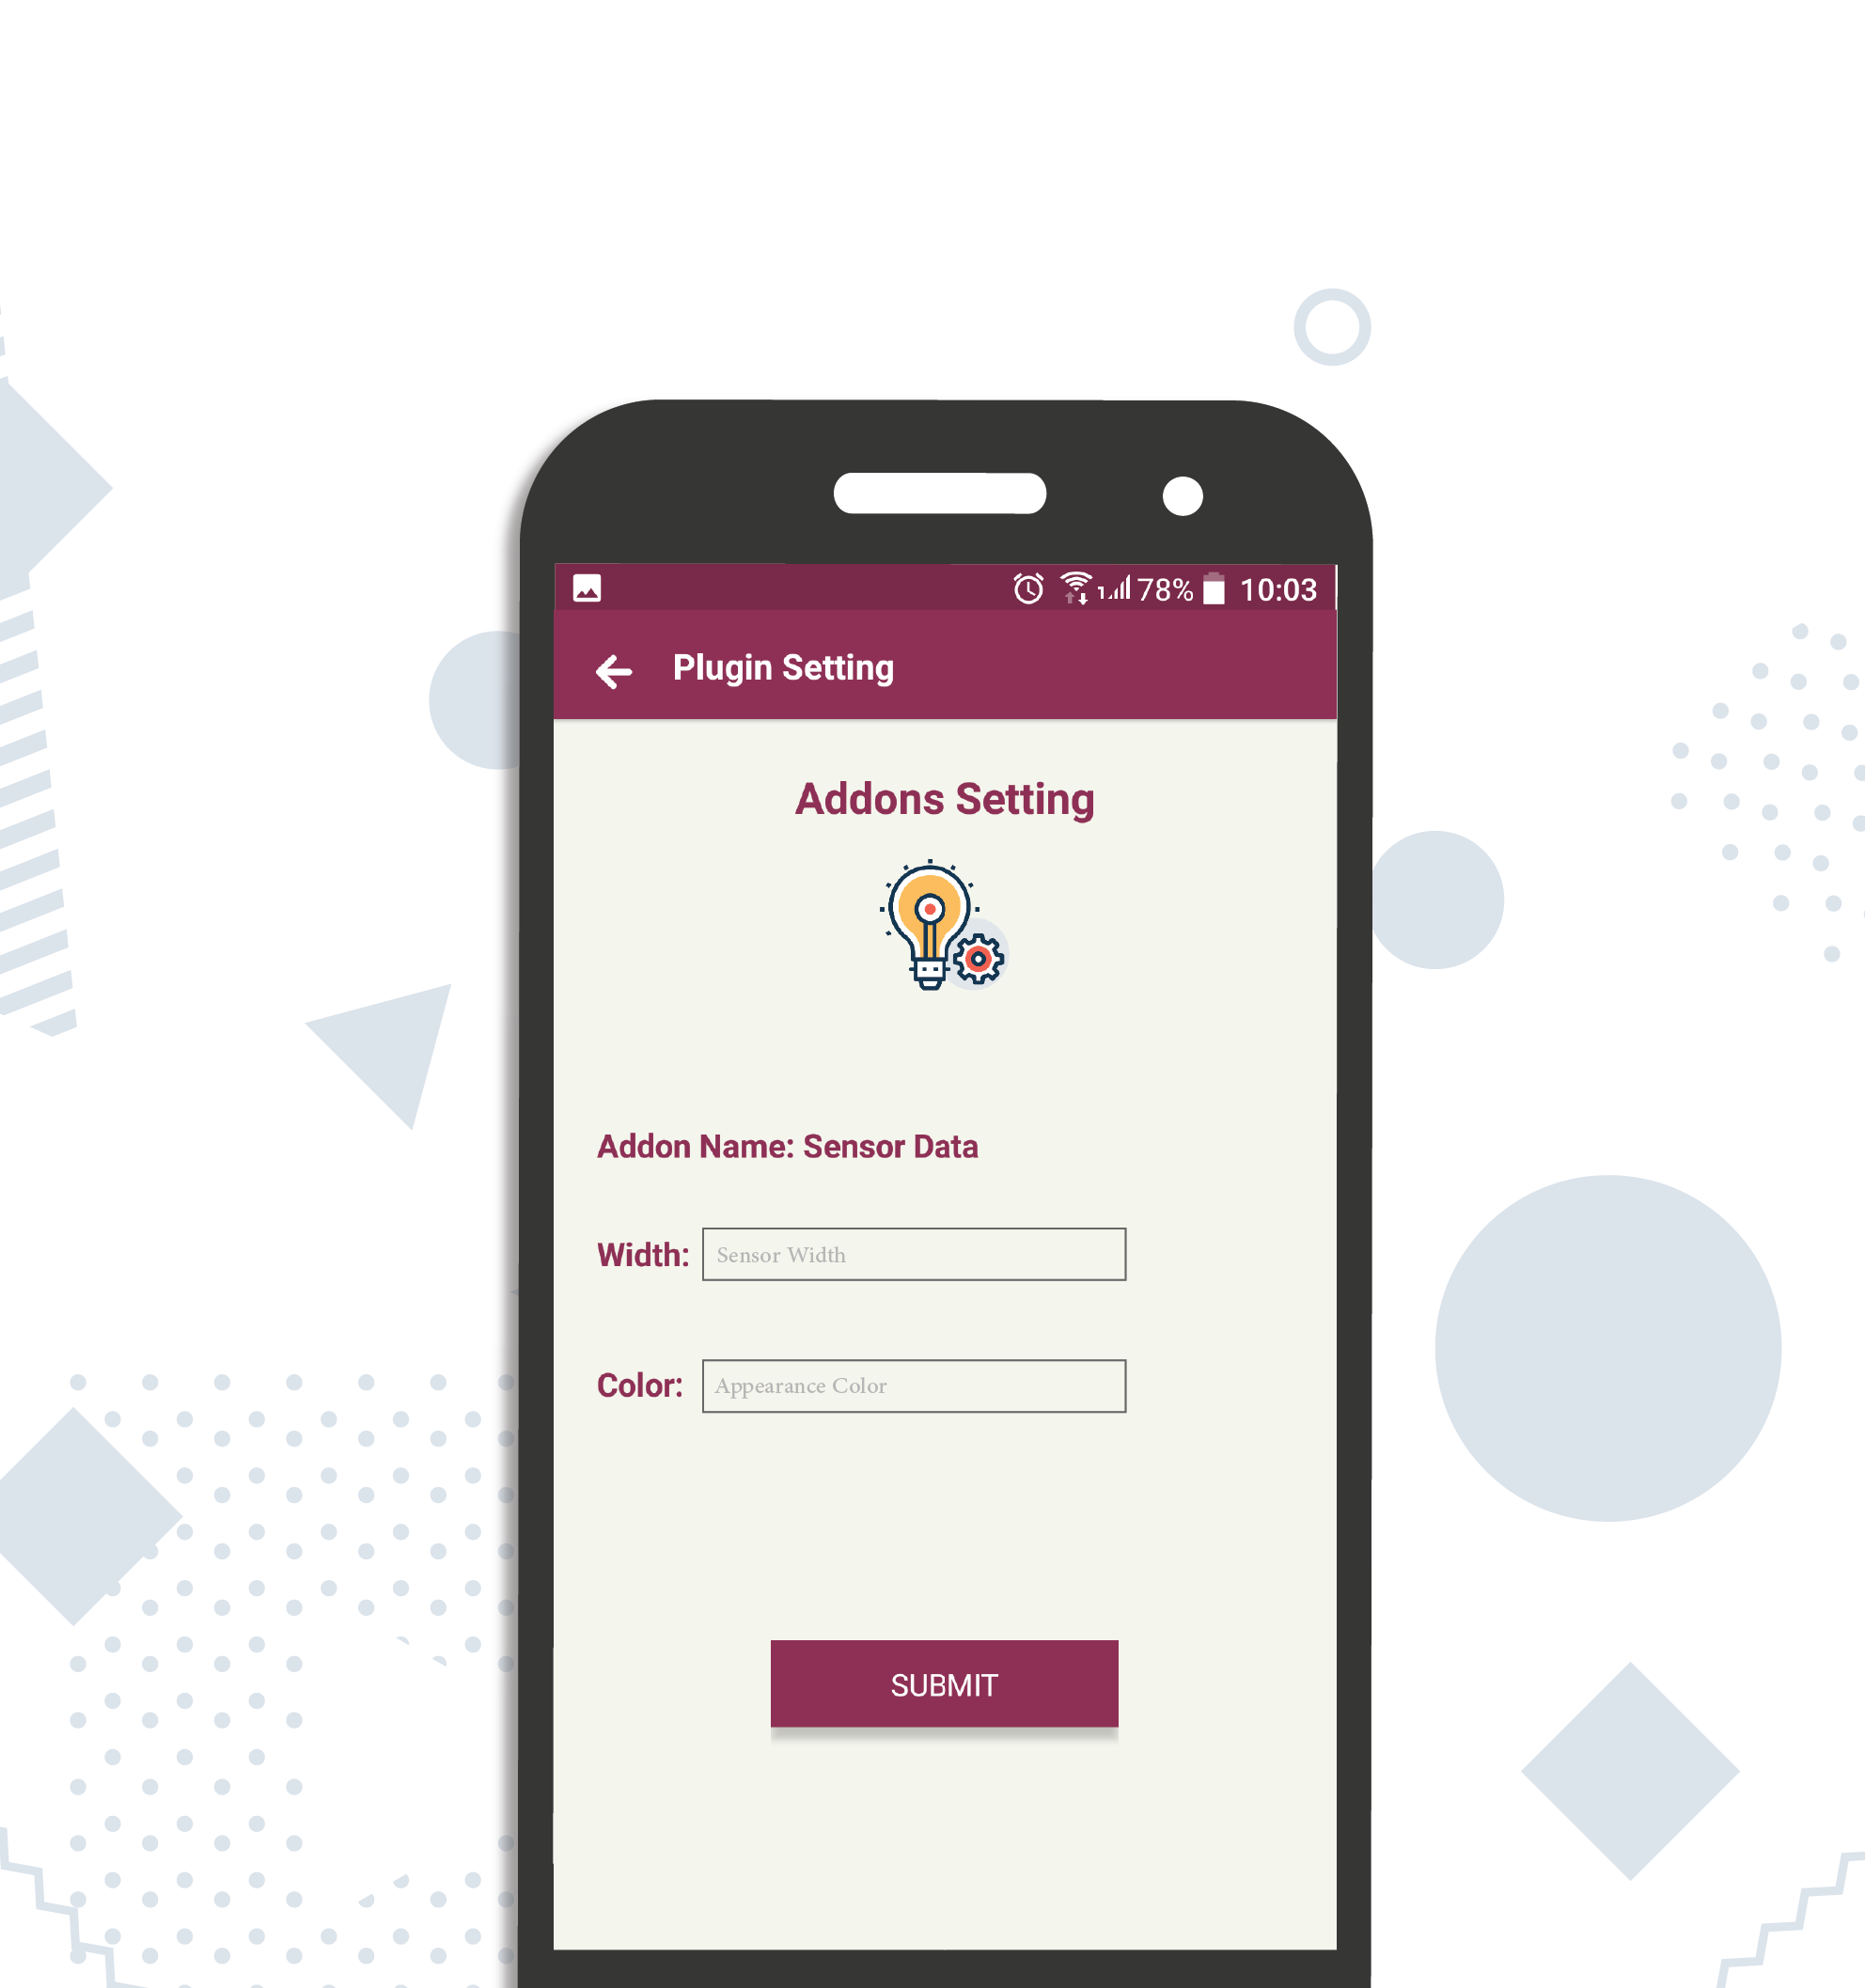 78% 10:03
Plugin Setting
Addons Setting
Addon Name: Sensor Data
Width: Sensor Width
Color: Appearance Color
SUBMIT